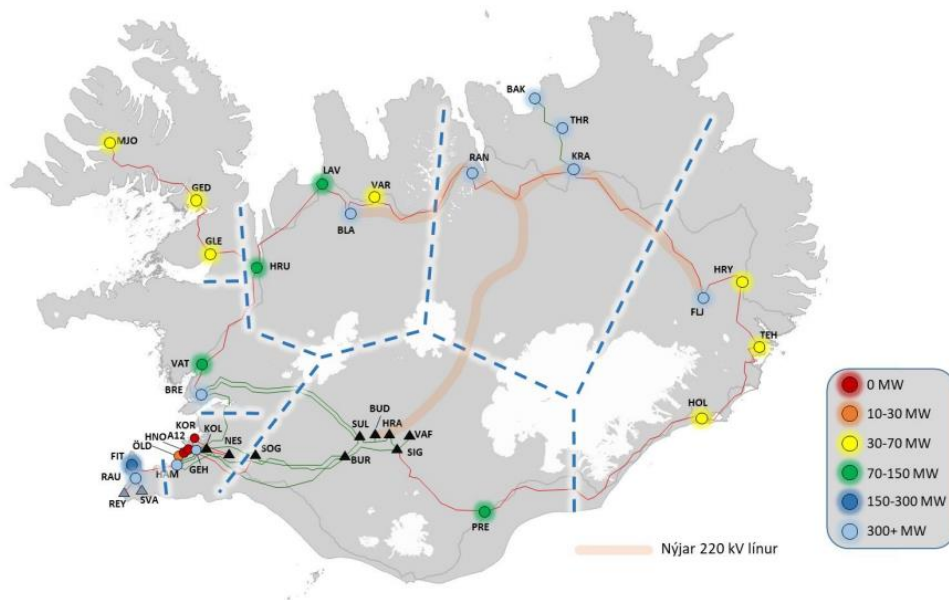 BAK
THR
MJO
RAN
KRA
LAV
VAR
GED
BLA
GLE
HRU
HRY
FLJ
TEH
VAT
BRE
HOL
BUD
SUL
HRA
VAF
KOR
KOL
HNO
A12
NES
SOG
ÖLD
SIG
BUR
FIT
GEH
HAM
RAU
REY
SVA
PRE
0 MW
10-30 MW
30-70 MW
70-150 MW
150-300 MW
300+ MW
Nýjar 220 kV línur